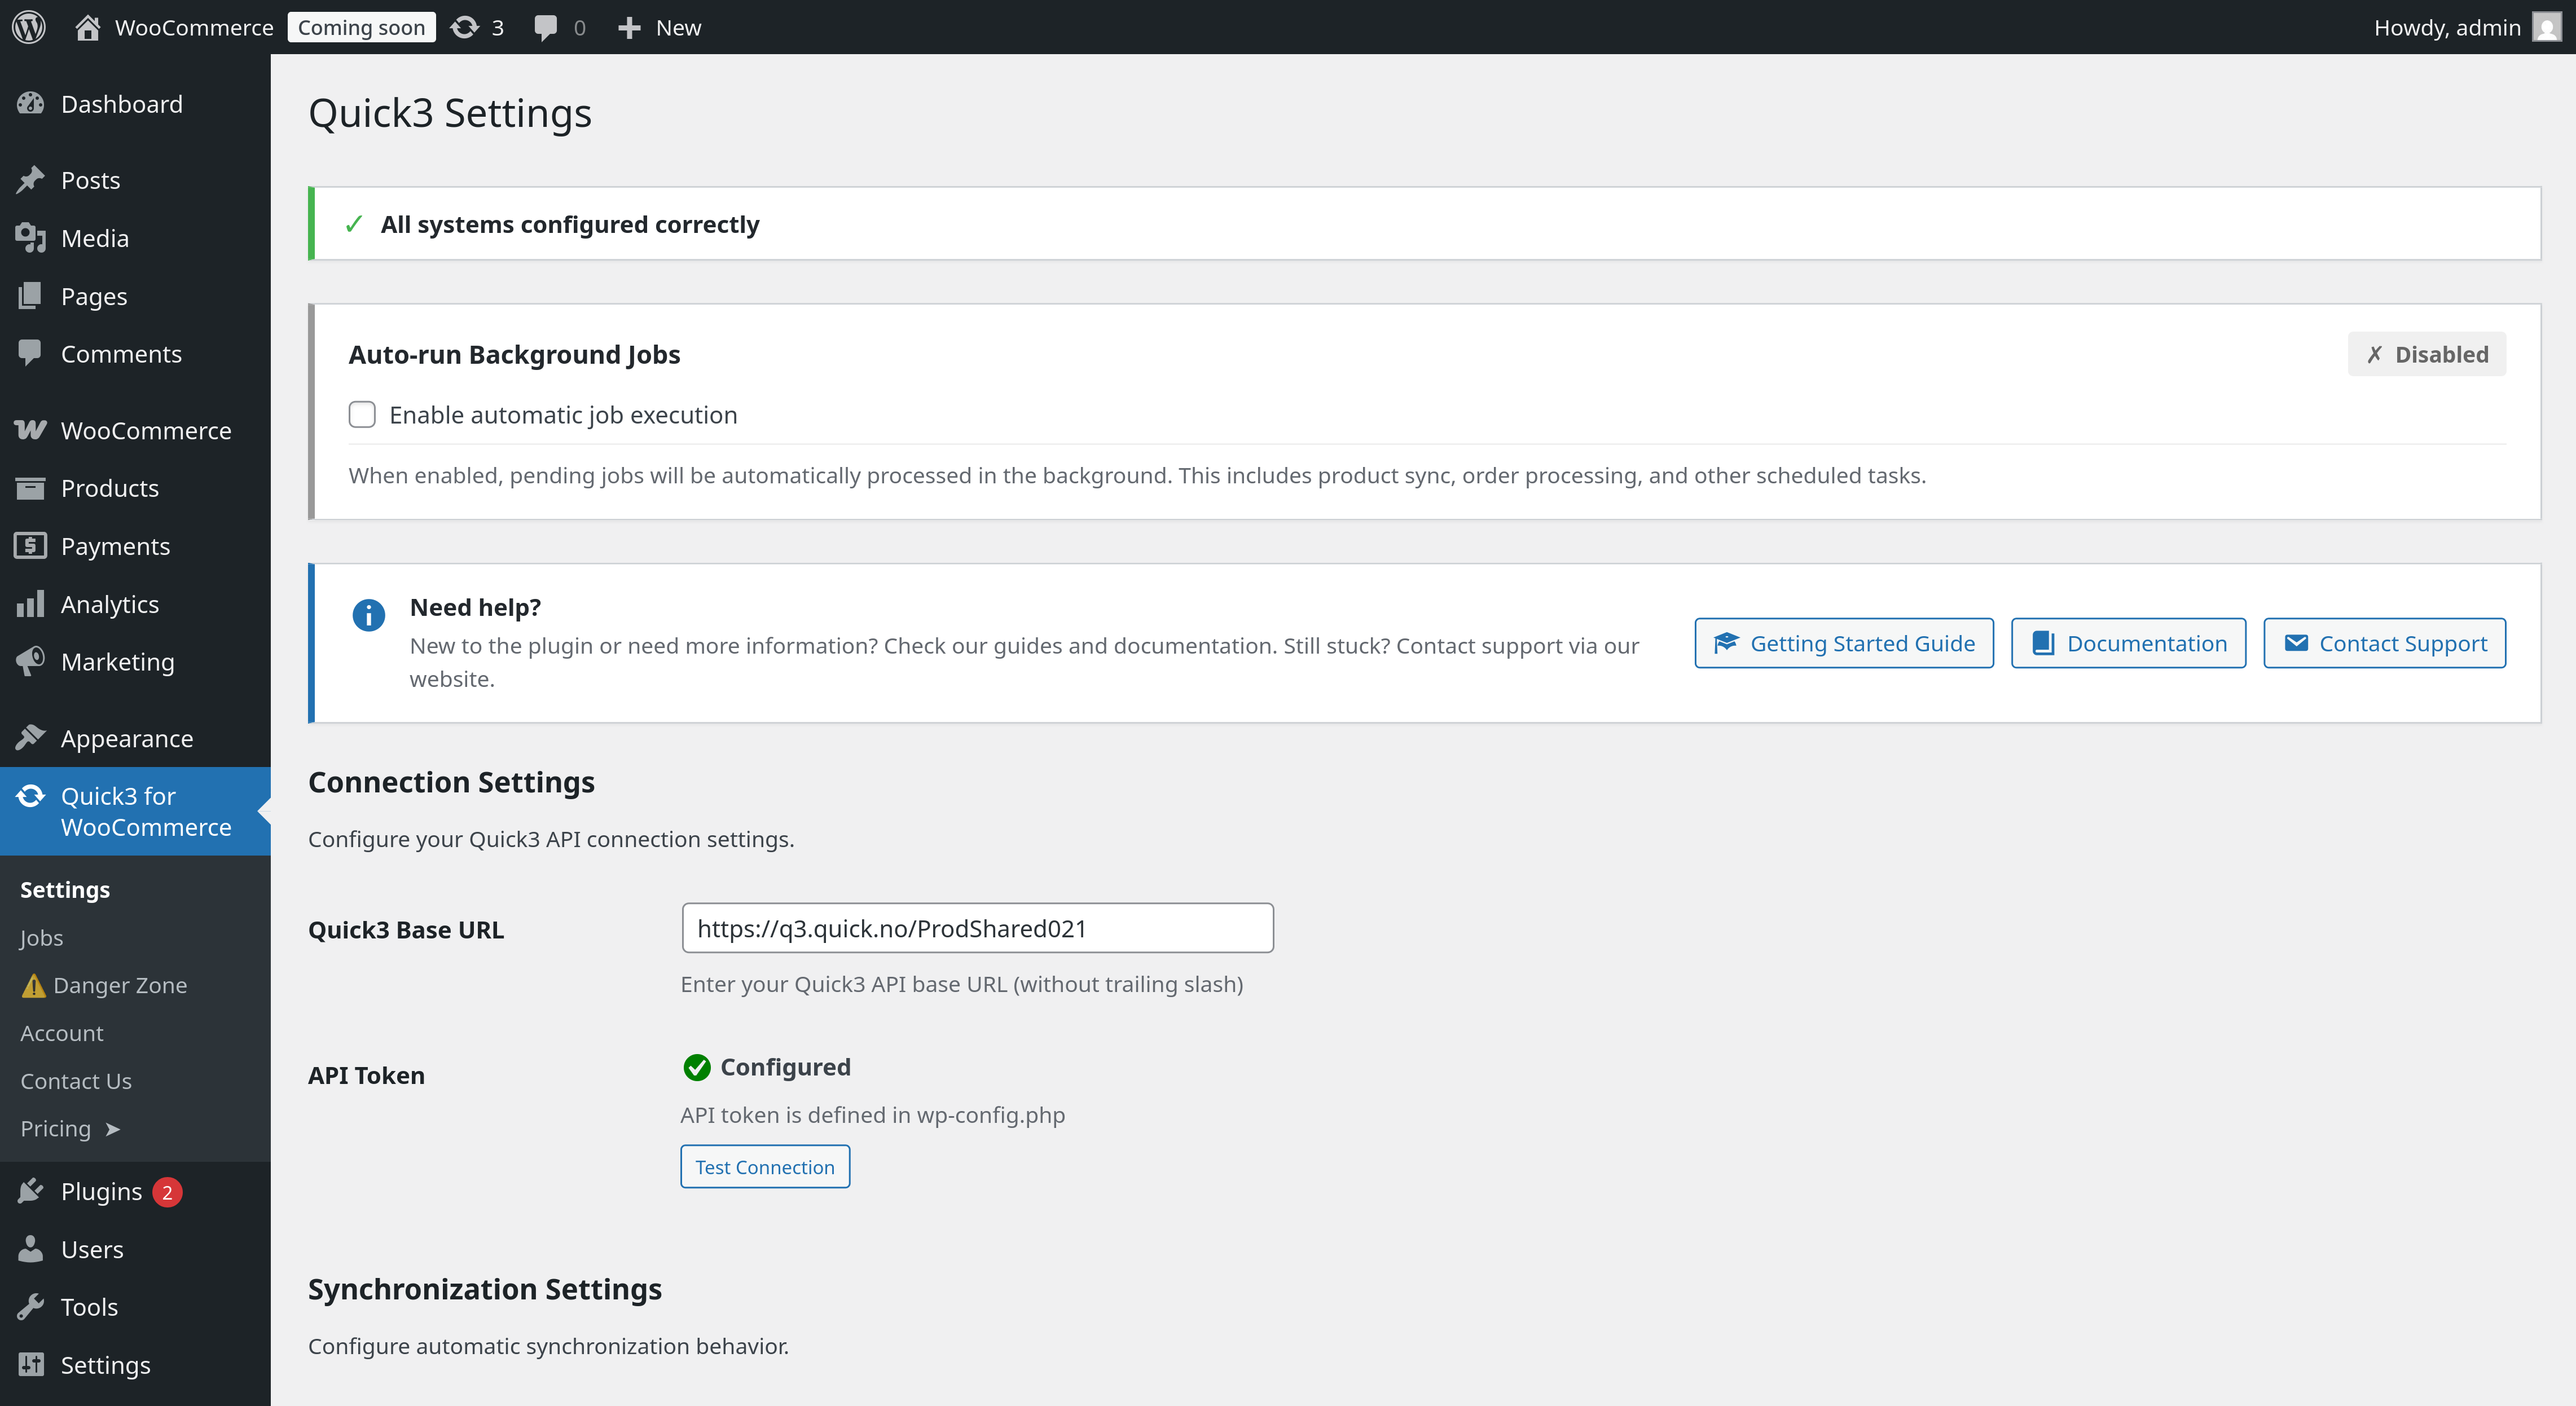 WooCommerce Coming soon 3 0 New Howdy, admin
Dashboard
Posts
Media
Pages
Comments
WooCommerce
Products
Payments
Analytics
Marketing
Appearance
Quick3 for
WooCommerce
Settings
Jobs
Danger Zone
Account
Contact Us
Pricing ➤
Plugins 2
Users
Tools
Settings
Quick3 Settings
✓ All systems configured correctly
Auto-run Background Jobs
✗ Disabled
Enable automatic job execution
When enabled, pending jobs will be automatically processed in the background. This includes product sync, order processing, and other scheduled tasks.
Need help?
New to the plugin or need more information? Check our guides and documentation. Still stuck? Contact support via our
website.
Getting Started Guide
Documentation
Contact Support
Connection Settings
Configure your Quick3 API connection settings.
Quick3 Base URL
https://q3.quick.no/ProdShared021
Enter your Quick3 API base URL (without trailing slash)
API Token
Configured
API token is defined in wp-config.php
Test Connection
Synchronization Settings
Configure automatic synchronization behavior.